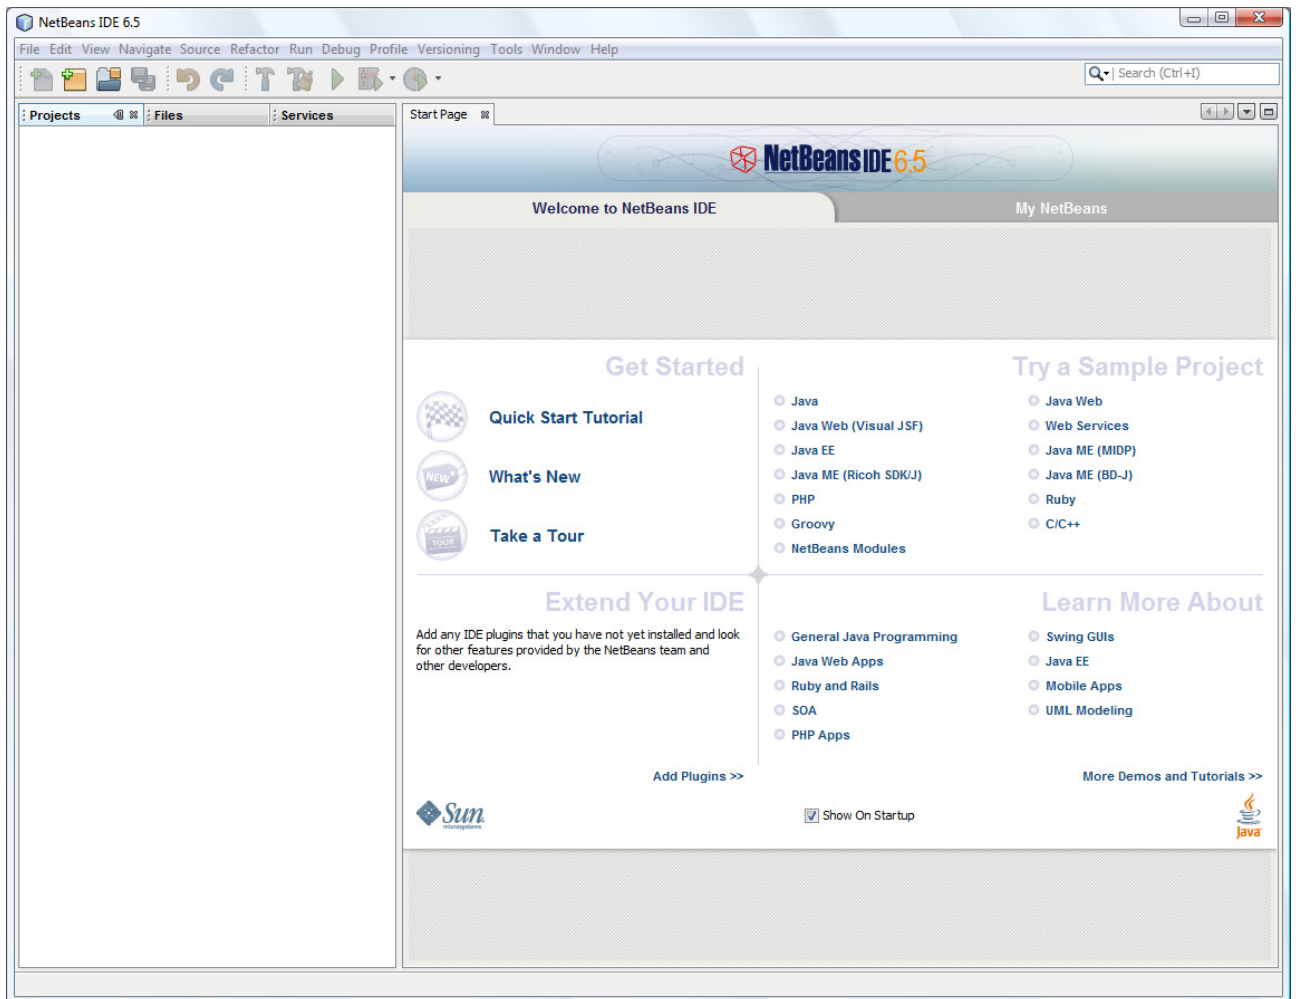 NetBeans IDE 6.5
File Edit View Navigate Source Refactor Run Debug Profile Versioning Tools Window Help
Search (Ctrl+I)
Projects Files Services
Start Page
NetBeans IDE 6.5
Welcome to NetBeans IDE
My NetBeans
Get Started
Quick Start Tutorial
NEW
What's New
TOUR
Take a Tour
Try a Sample Project
Java
Java Web (Visual JSF)
Java EE
Java ME (Ricoh SDK/J)
PHP
Groovy
NetBeans Modules
Java Web
Web Services
Java ME (MIDP)
Java ME (BD-J)
Ruby
C/C++
Extend Your IDE
Add any IDE plugins that you have not yet installed and look
for other features provided by the NetBeans team and
other developers.
Add Plugins >>
Learn More About
General Java Programming
Java Web Apps
Ruby and Rails
SOA
PHP Apps
Swing GUIs
Java EE
Mobile Apps
UML Modeling
More Demos and Tutorials >>
Sun
microsystems
Show On Startup
Java